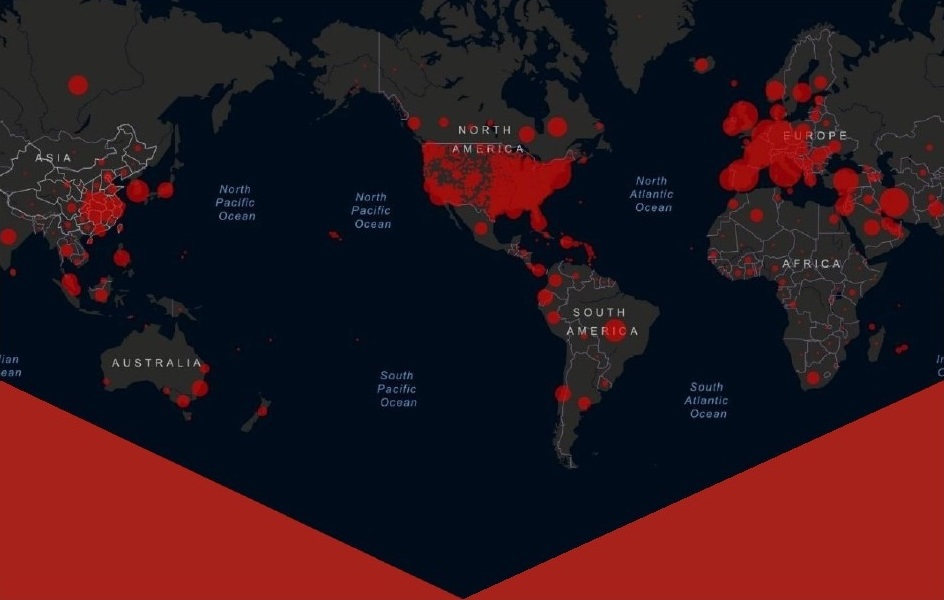 NORTH
AMERICA
EUROPE
ASIA
North
Pacific
Ocean
North
Pacific
Ocean
North
Atlantic
Ocean
AFRICA
SOUTH
AMERICA
AUSTRALIA
ian
ean
South
Pacific
Ocean
South
Atlantic
Ocean
In
O